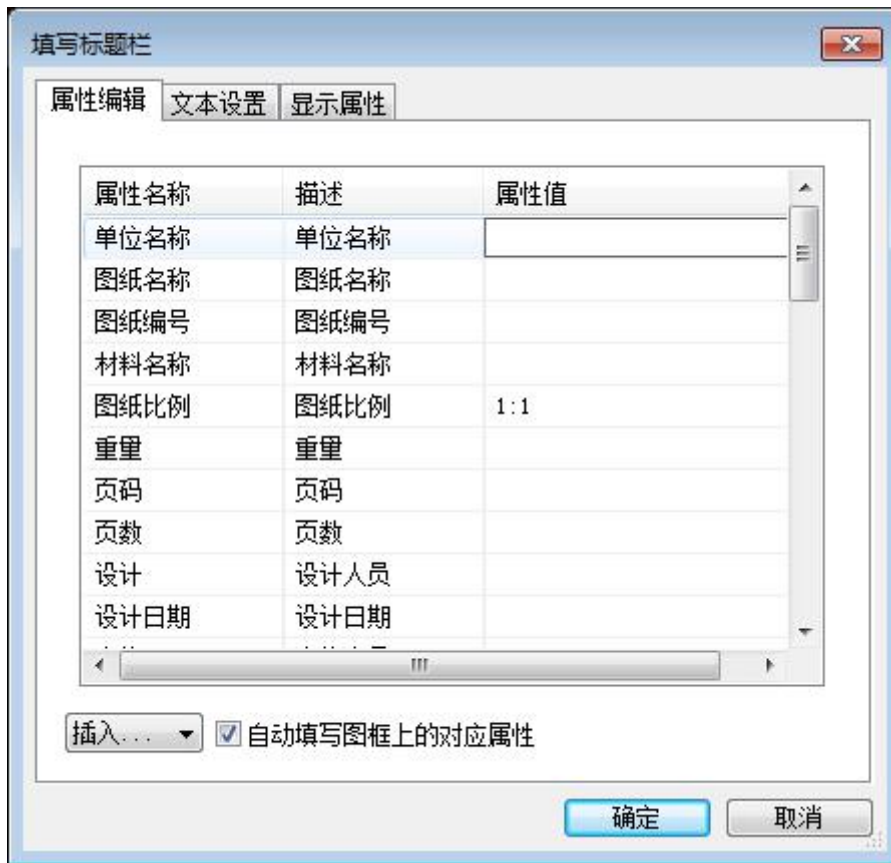 填写标题栏
属性编辑 文本设置 显示属性
属性名称 描述 属性值
单位名称 单位名称
图纸名称 图纸名称
图纸编号 图纸编号
材料名称 材料名称
图纸比例 图纸比例 1:1
重量 重量
页码 页码
页数 页数
设计 设计人员
设计日期 设计日期
插入... 自动填写图框上的对应属性
确定 取消